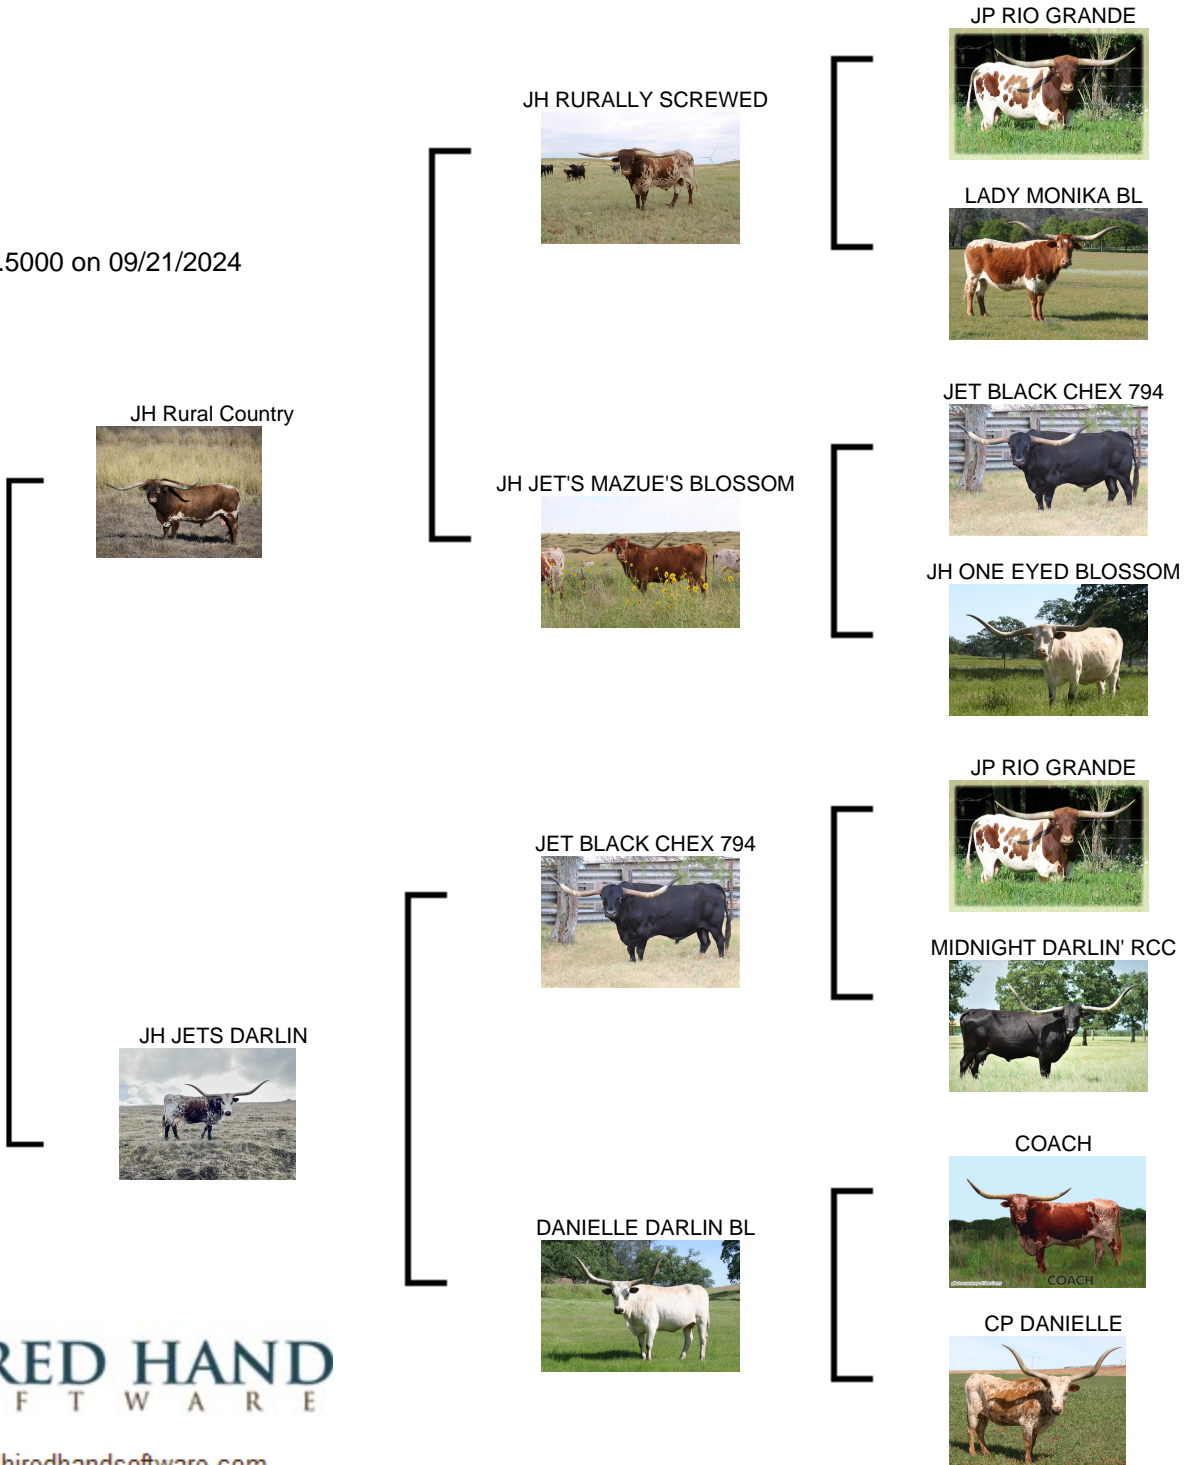 JP RIO GRANDE
JH RURALLY SCREWED
LADY MONIKA BL
.5000 on 09/21/2024
JET BLACK CHEX 794
JH Rural Country
JH JET'S MAZUE'S BLOSSOM
JH ONE EYED BLOSSOM
JP RIO GRANDE
JET BLACK CHEX 794
MIDNIGHT DARLIN' RCC
JH JETS DARLIN
COACH
COACH
DANIELLE DARLIN BL
CP DANIELLE
RED HAND
F T W A R E
hiredhandsoftware.com